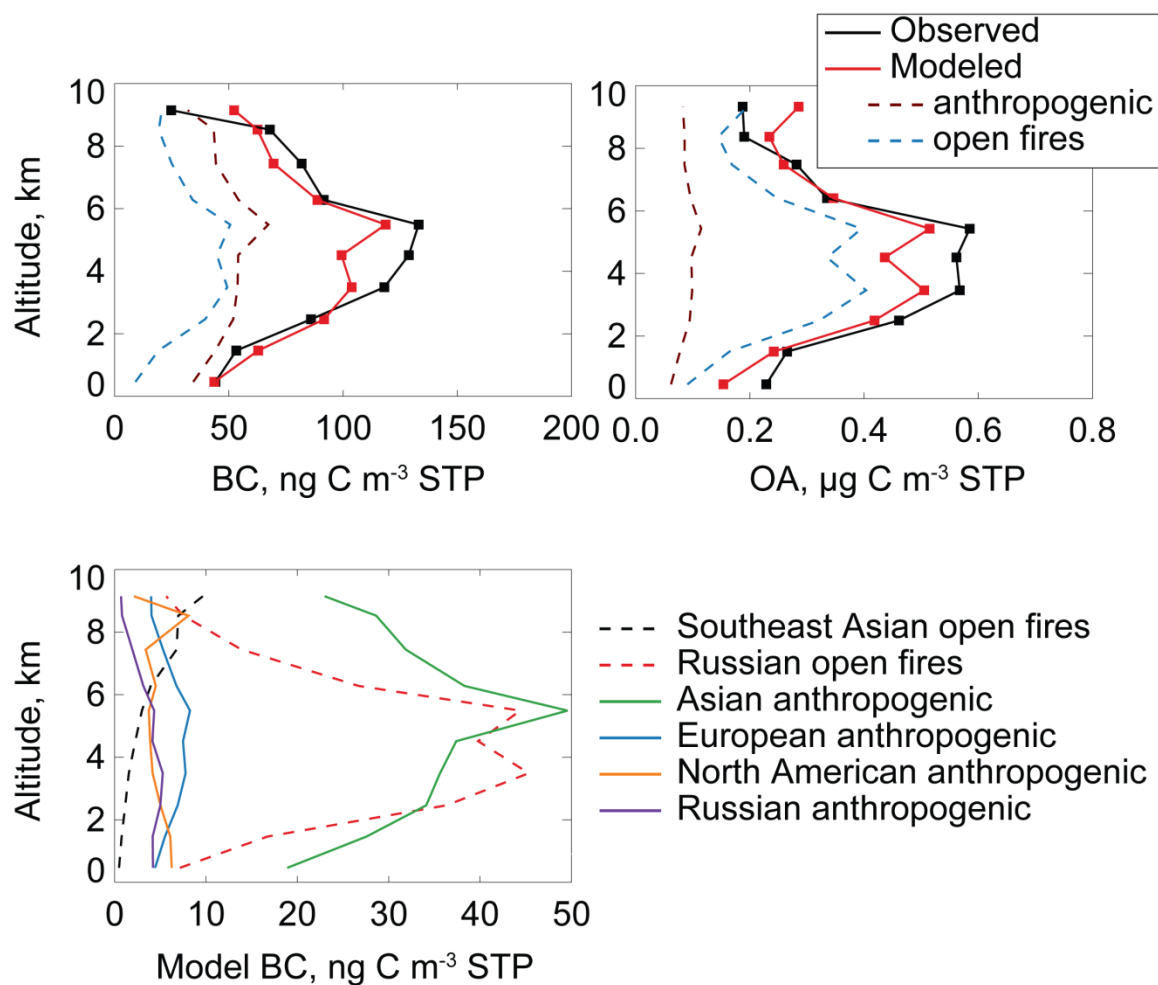 Observed
Modeled
anthropogenic
open fires
Altitude, km
10
8
6
4
2
0
0
50
100
150
200
BC, ng C m-3 STP
10
8
6
4
2
0
0.0
0.2
0.4
0.6
0.8
OA, µg C m-3 STP
Altitude, km
10
8
6
4
2
0
0
10
20
30
40
50
Model BC, ng C m-3 STP
Southeast Asian open fires
Russian open fires
Asian anthropogenic
European anthropogenic
North American anthropogenic
Russian anthropogenic